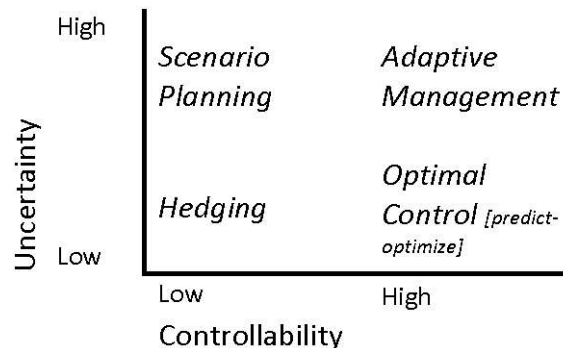 High
Scenario
Planning
Adaptive
Management
Uncertainty
Hedging
Optimal
Control [predict-
optimize]
Low
Low
High
Controllability